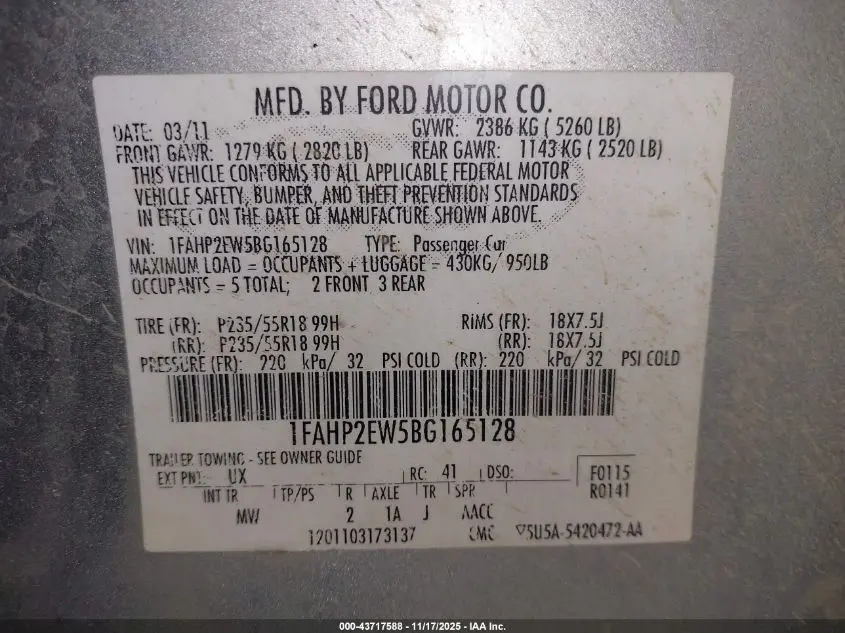 MFD. BY FORD MOTOR CO.
DATE: 03/11 GVWR: 2386 KG ( 5260 LB)
FRONT GAWR: 1279 KG ( 2820 LB) REAR GAWR: 1143 KG ( 2520 LB)
THIS VEHICLE CONFORMS TO ALL APPLICABLE FEDERAL MOTOR
VEHICLE SAFETY, BUMPER, AND THEFT PREVENTION STANDARDS
IN EFFECT ON THE DATE OF MANUFACTURE SHOWN ABOVE.
VIN: 1FAHP2EW5BG165128 TYPE: Passenger Car
MAXIMUM LOAD = OCCUPANTS + LUGGAGE = 430KG/ 950LB
OCCUPANTS = 5 TOTAL; 2 FRONT 3 REAR
TIRE (FR): P235/55R18 99H RIMS (FR): 18X7.5J
(RR): P235/55R18 99H (RR): 18X7.5J
PRESSURE (FR): 220 kPa/ 32 PSI COLD (RR): 220 kPa/ 32 PSI COLD
1FAHP2EW5BG165128
TRAILER TOWING - SEE OWNER GUIDE
EXT PNT: UX RC: 41 DSO: F0115
INT TR TP/PS R AXLE TR SPR R0141
MW 2 1A J AACC
1201103173137 CMC 5U5A-5420472-AA
000-43717588 - 11/17/2025 - IAA Inc.